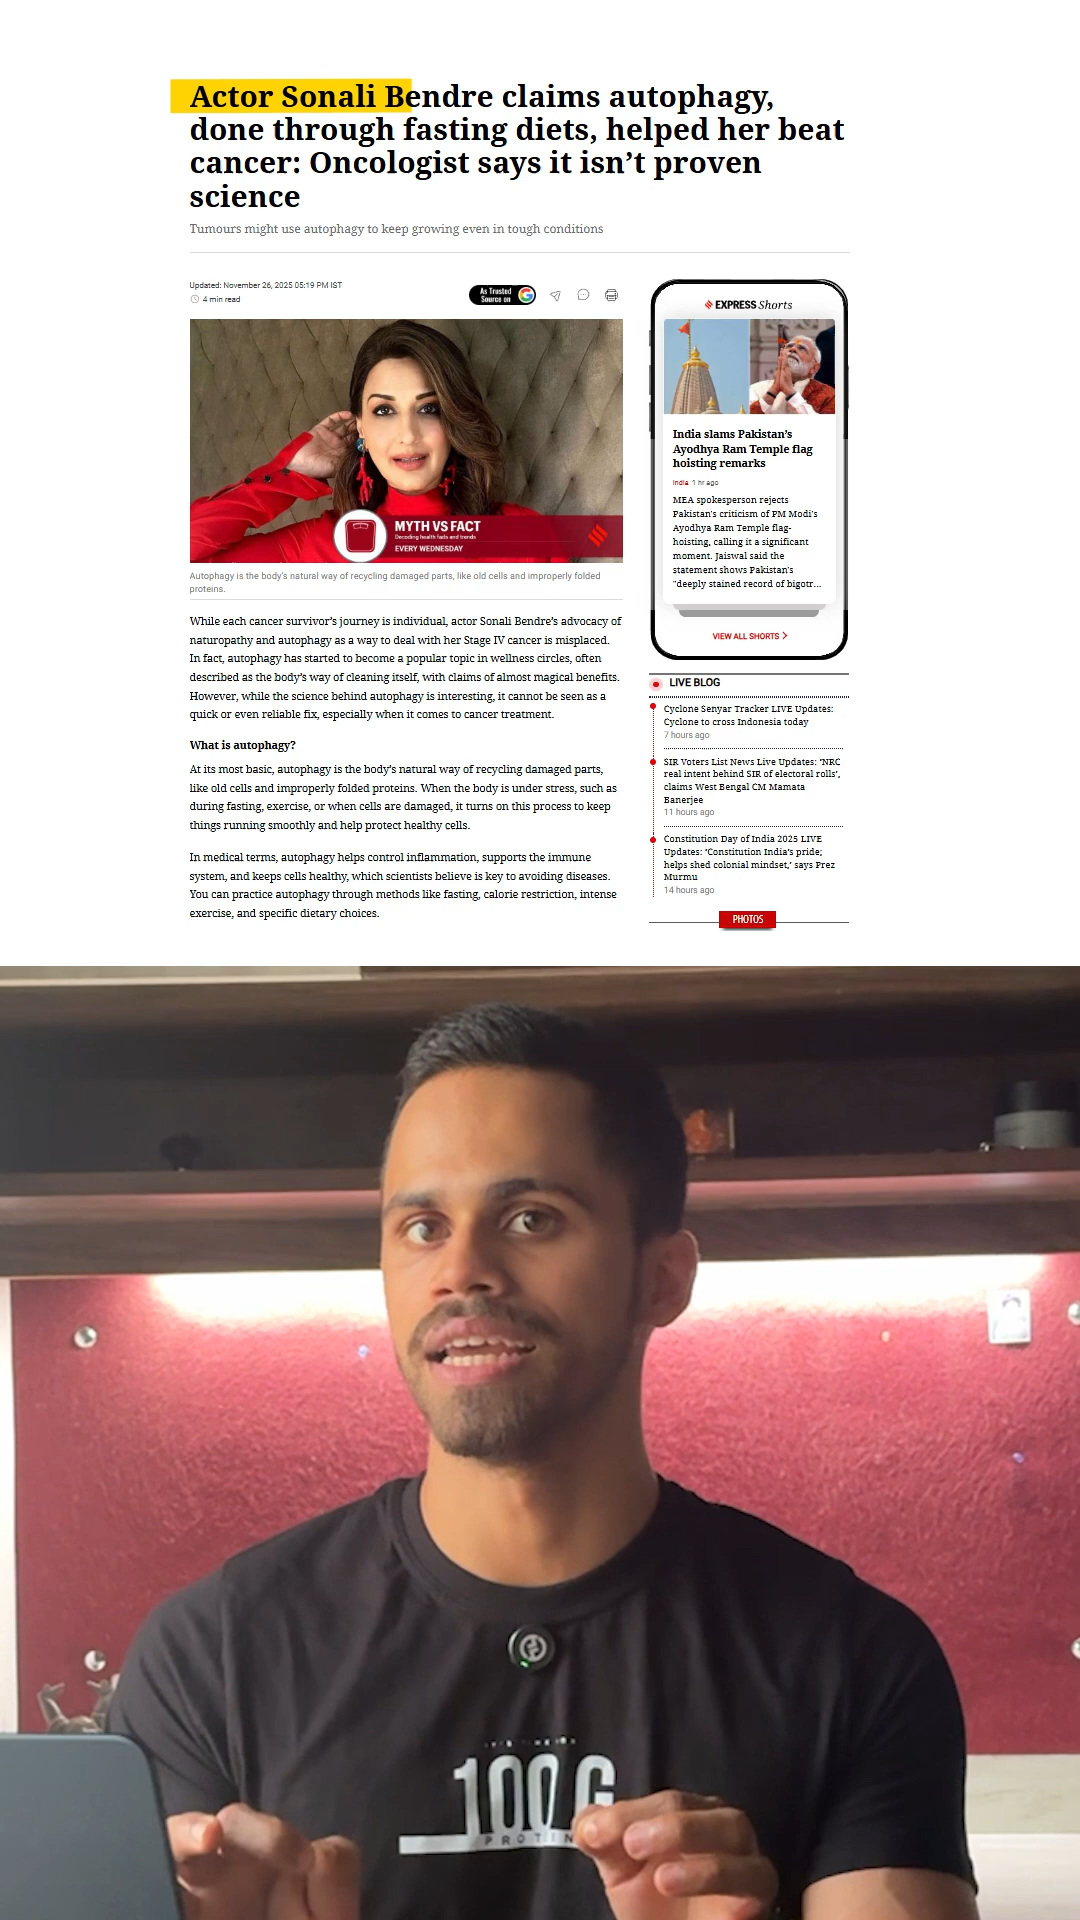 Actor Sonali Bendre claims autophagy,
done through fasting diets, helped her beat
cancer: Oncologist says it isn’t proven
science
Tumours might use autophagy to keep growing even in tough conditions
Updated: November 26, 2025 05:19 PM IST
4 min read
As Trusted
Source on
MYTH VS FACT
Decoding health facts and trends
EVERY WEDNESDAY
Autophagy is the body's natural way of recycling damaged parts, like old cells and improperly folded
proteins.
While each cancer survivor’s journey is individual, actor Sonali Bendre’s advocacy of
naturopathy and autophagy as a way to deal with her Stage IV cancer is misplaced.
In fact, autophagy has started to become a popular topic in wellness circles, often
described as the body’s way of cleaning itself, with claims of almost magical benefits.
However, while the science behind autophagy is interesting, it cannot be seen as a
quick or even reliable fix, especially when it comes to cancer treatment.
What is autophagy?
At its most basic, autophagy is the body’s natural way of recycling damaged parts,
like old cells and improperly folded proteins. When the body is under stress, such as
during fasting, exercise, or when cells are damaged, it turns on this process to keep
things running smoothly and help protect healthy cells.
In medical terms, autophagy helps control inflammation, supports the immune
system, and keeps cells healthy, which scientists believe is key to avoiding diseases.
You can practice autophagy through methods like fasting, calorie restriction, intense
exercise, and specific dietary choices.
EXPRESS Shorts
India slams Pakistan’s
Ayodhya Ram Temple flag
hoisting remarks
India 1 hr ago
MEA spokesperson rejects
Pakistan's criticism of PM Modi's
Ayodhya Ram Temple flag-
hoisting, calling it a significant
moment. Jaiswal said the
statement shows Pakistan's
"deeply stained record of bigotr...
VIEW ALL SHORTS
LIVE BLOG
Cyclone Senyar Tracker LIVE Updates:
Cyclone to cross Indonesia today
7 hours ago
SIR Voters List News Live Updates: ‘NRC
real intent behind SIR of electoral rolls’,
claims West Bengal CM Mamata
Banerjee
11 hours ago
Constitution Day of India 2025 LIVE
Updates: ‘Constitution India’s pride;
helps shed colonial mindset,’ says Prez
Murmu
14 hours ago
PHOTOS
100 G